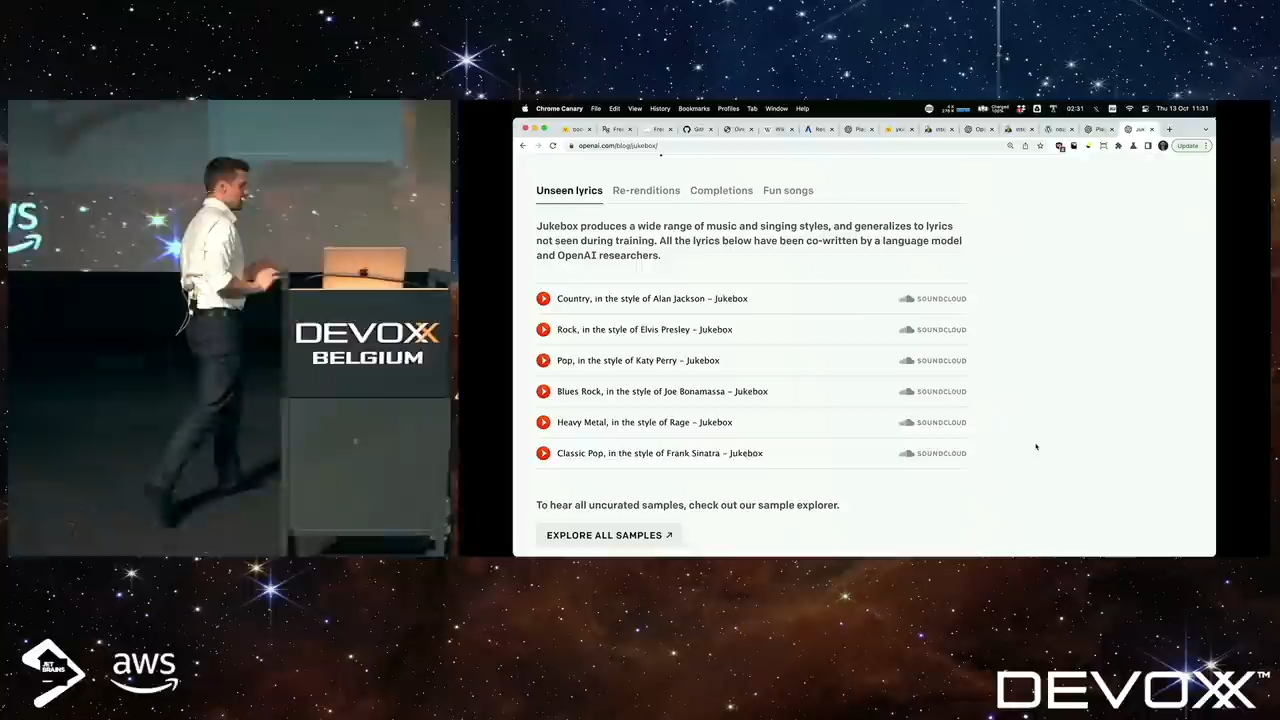 Chrome Canary File Edit View History Bookmarks Profiles Tab Window Help
02:31
Thu 13 Oct 11:31
openai.com/blog/jukebox/
Update
Unseen lyrics Re-renditions Completions Fun songs
Jukebox produces a wide range of music and singing styles, and generalizes to lyrics
not seen during training. All the lyrics below have been co-written by a language model
and OpenAI researchers.
Country, in the style of Alan Jackson – Jukebox SOUNDCLOUD
Rock, in the style of Elvis Presley – Jukebox SOUNDCLOUD
Pop, in the style of Katy Perry – Jukebox SOUNDCLOUD
Blues Rock, in the style of Joe Bonamassa – Jukebox SOUNDCLOUD
Heavy Metal, in the style of Rage – Jukebox SOUNDCLOUD
Classic Pop, in the style of Frank Sinatra – Jukebox SOUNDCLOUD
To hear all uncurated samples, check out our sample explorer.
EXPLORE ALL SAMPLES ↗
DEVOXX
BELGIUM
JET
BRAINS
aws
DEVOXX™